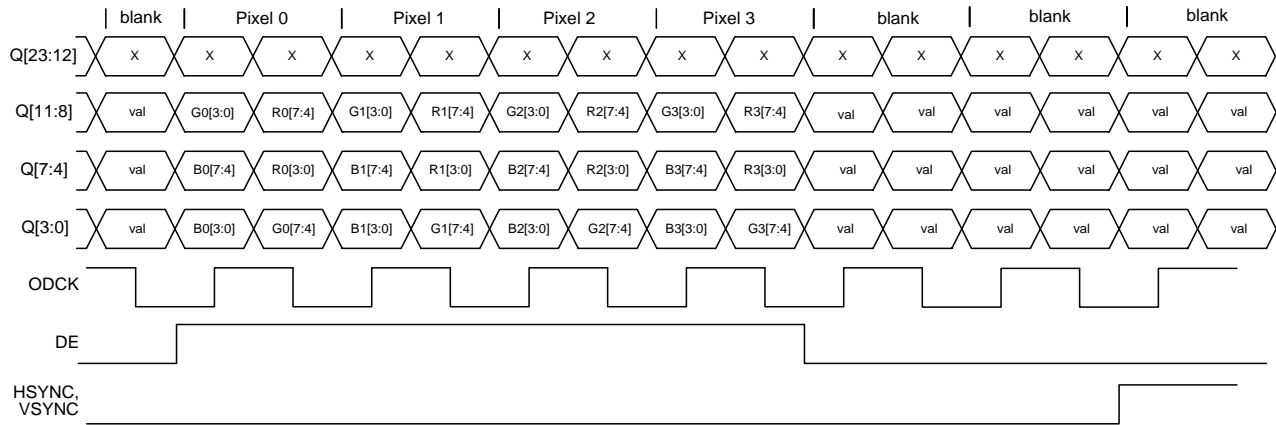 blank Pixel 0 Pixel 1 Pixel 2 Pixel 3 blank blank blank
Q[23:12] X X X X X X X X X X X X X X X
Q[11:8] val G0[3:0] R0[7:4] G1[3:0] R1[7:4] G2[3:0] R2[7:4] G3[3:0] R3[7:4] val val val val val val
Q[7:4] val B0[7:4] R0[3:0] B1[7:4] R1[3:0] B2[7:4] R2[3:0] B3[7:4] R3[3:0] val val val val val val
Q[3:0] val B0[3:0] G0[7:4] B1[3:0] G1[7:4] B2[3:0] G2[7:4] B3[3:0] G3[7:4] val val val val val val
ODCK
DE
HSYNC,
VSYNC